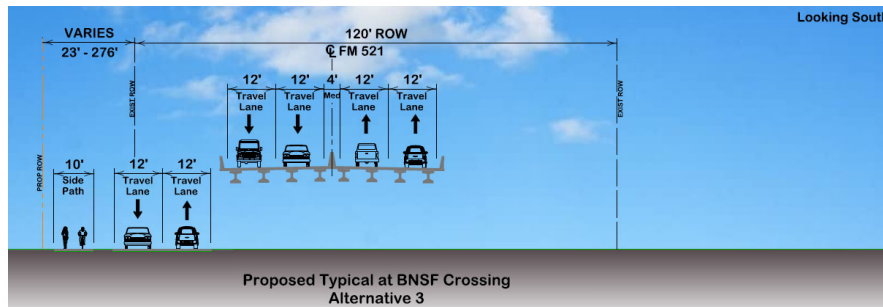 Looking South
VARIES
23' - 276'
120' ROW
℄ FM 521
12'
Travel
Lane
12'
Travel
Lane
4'
Med
12'
Travel
Lane
12'
Travel
Lane
EXIST ROW
EXIST ROW
PROP ROW
10'
Side
Path
12'
Travel
Lane
12'
Travel
Lane
Proposed Typical at BNSF Crossing
Alternative 3